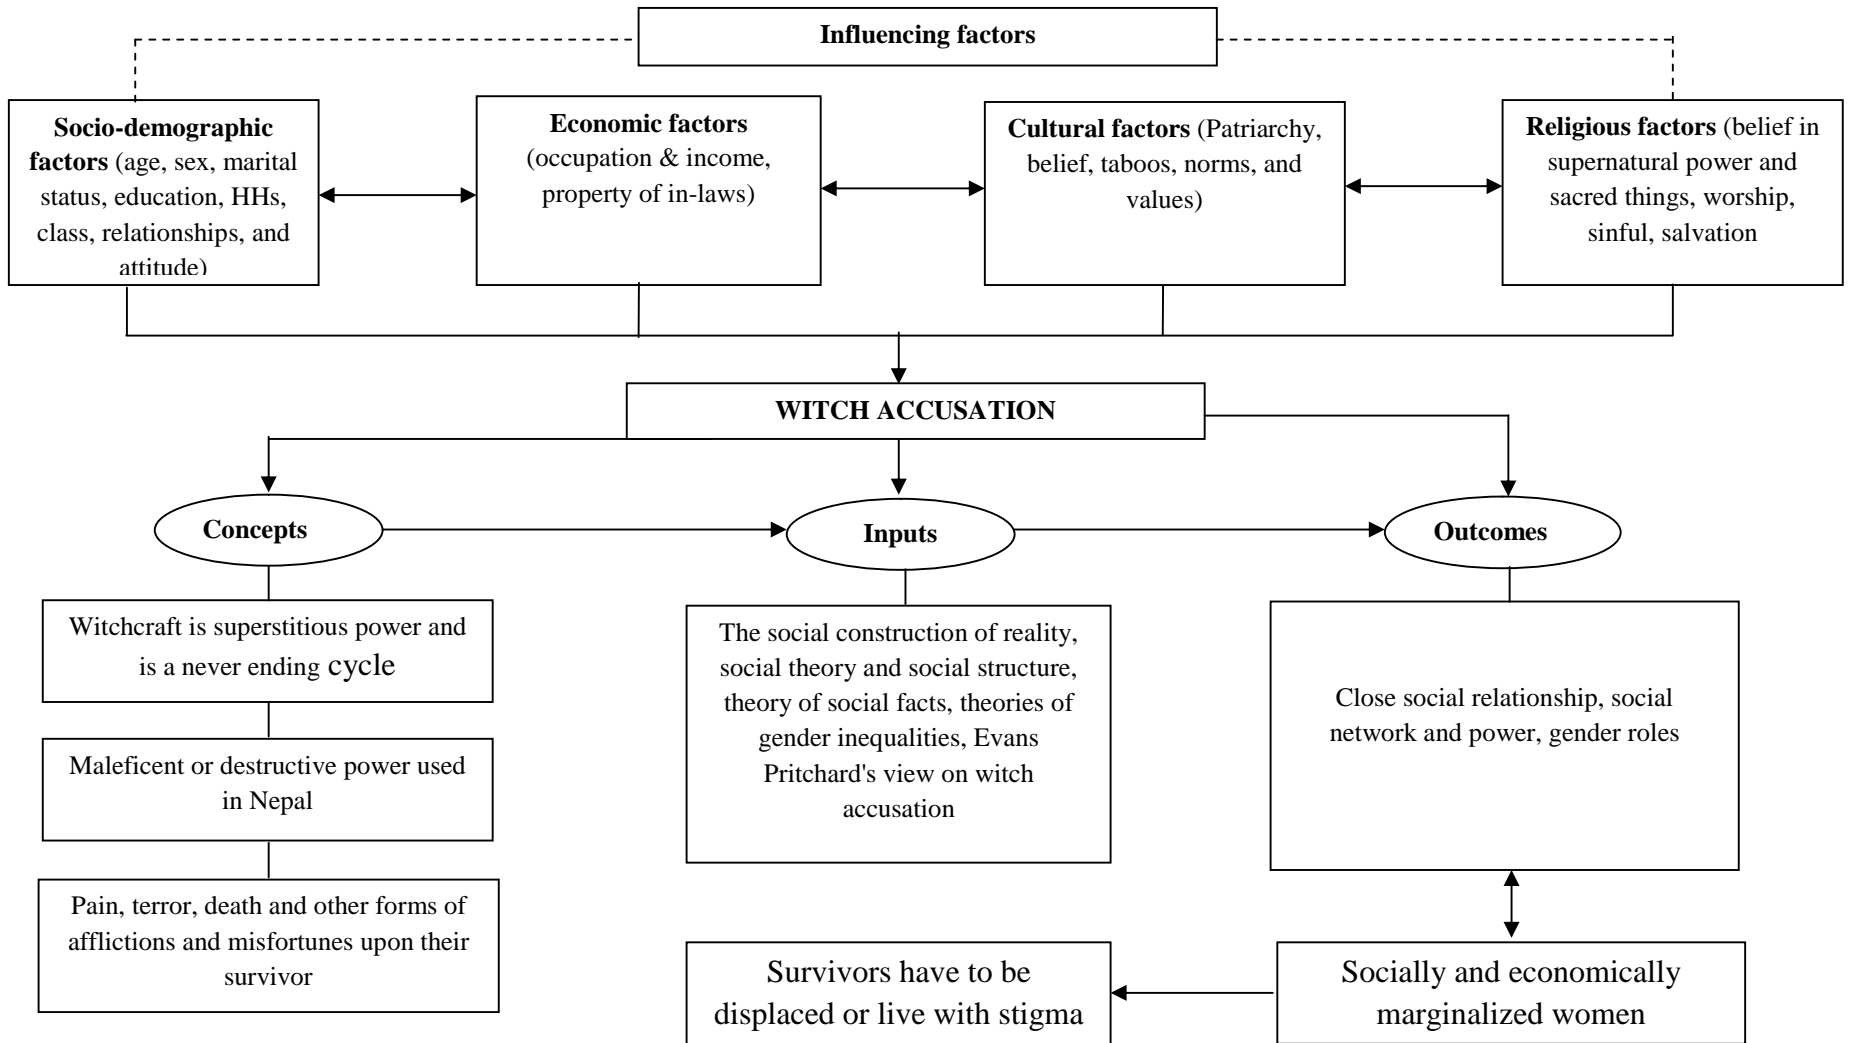 Influencing factors
Socio-demographic
factors (age, sex, marital
status, education, HHs,
class, relationships, and
attitude)
Economic factors
(occupation & income,
property of in-laws)
Cultural factors (Patriarchy,
belief, taboos, norms, and
values)
Religious factors (belief in
supernatural power and
sacred things, worship,
sinful, salvation
WITCH ACCUSATION
Concepts
Inputs
Outcomes
Witchcraft is superstitious power and
is a never ending cycle
Maleficent or destructive power used
in Nepal
Pain, terror, death and other forms of
afflictions and misfortunes upon their
survivor
The social construction of reality,
social theory and social structure,
theory of social facts, theories of
gender inequalities, Evans
Pritchard's view on witch
accusation
Close social relationship, social
network and power, gender roles
Survivors have to be
displaced or live with stigma
Socially and economically
marginalized women